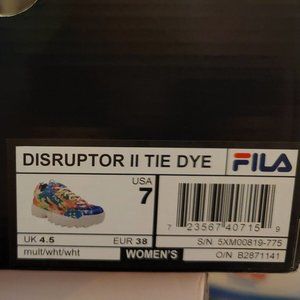 DISRUPTOR II TIE DYE FILA
USA
7
7 23567 40715 9
UK 4.5 EUR 38 S/N 5XM00819-775
mult/wht/wht WOMEN'S O/N B2871141